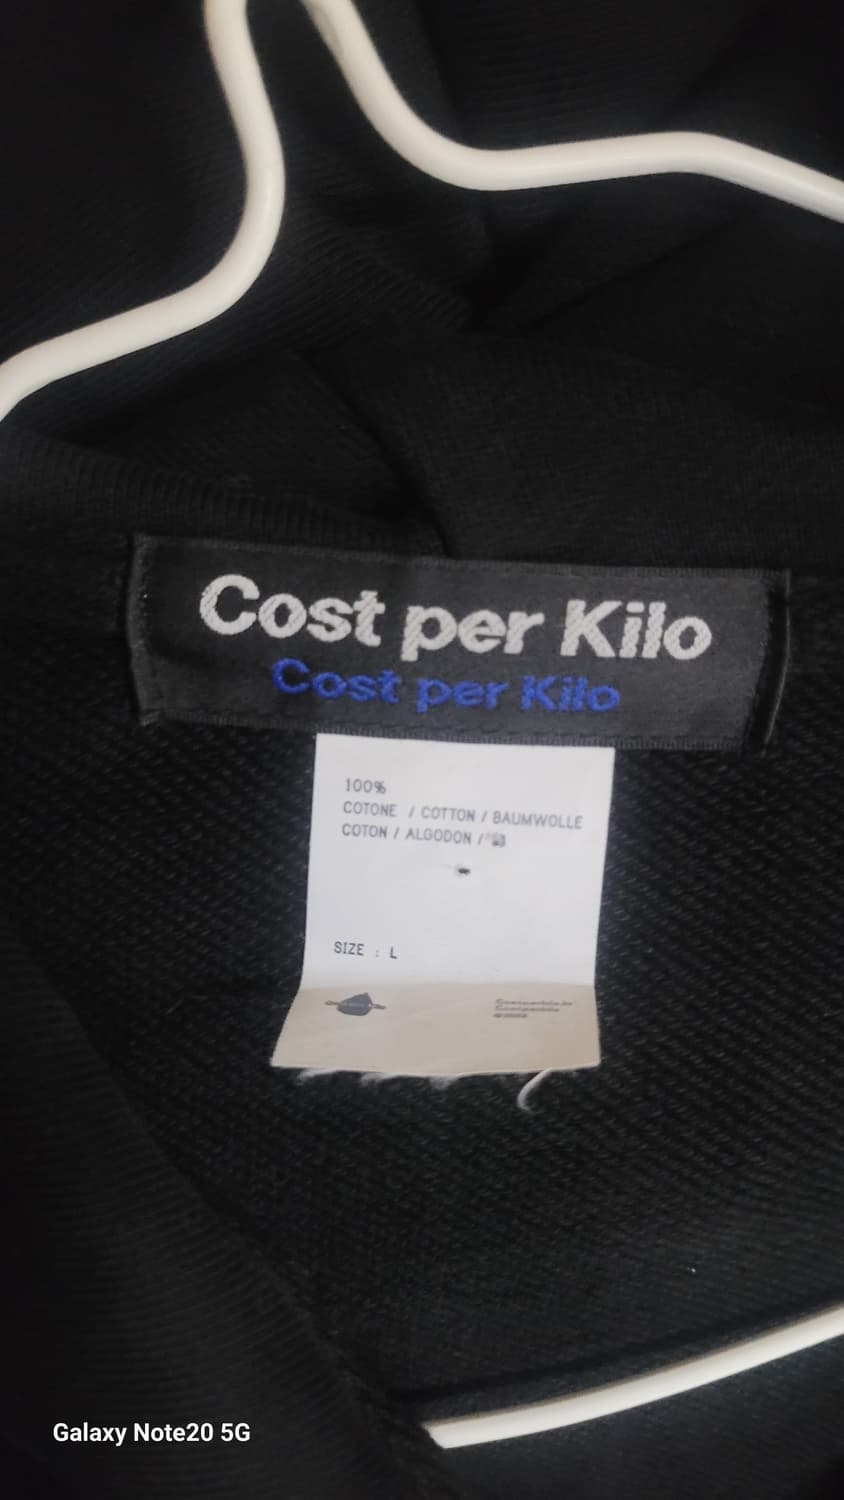 Cost per Kilo
Cost per Kilo
100%
COTONE / COTTON / BAUMWOLLE
COTON / ALGODON /
SIZE : L
Galaxy Note20 5G